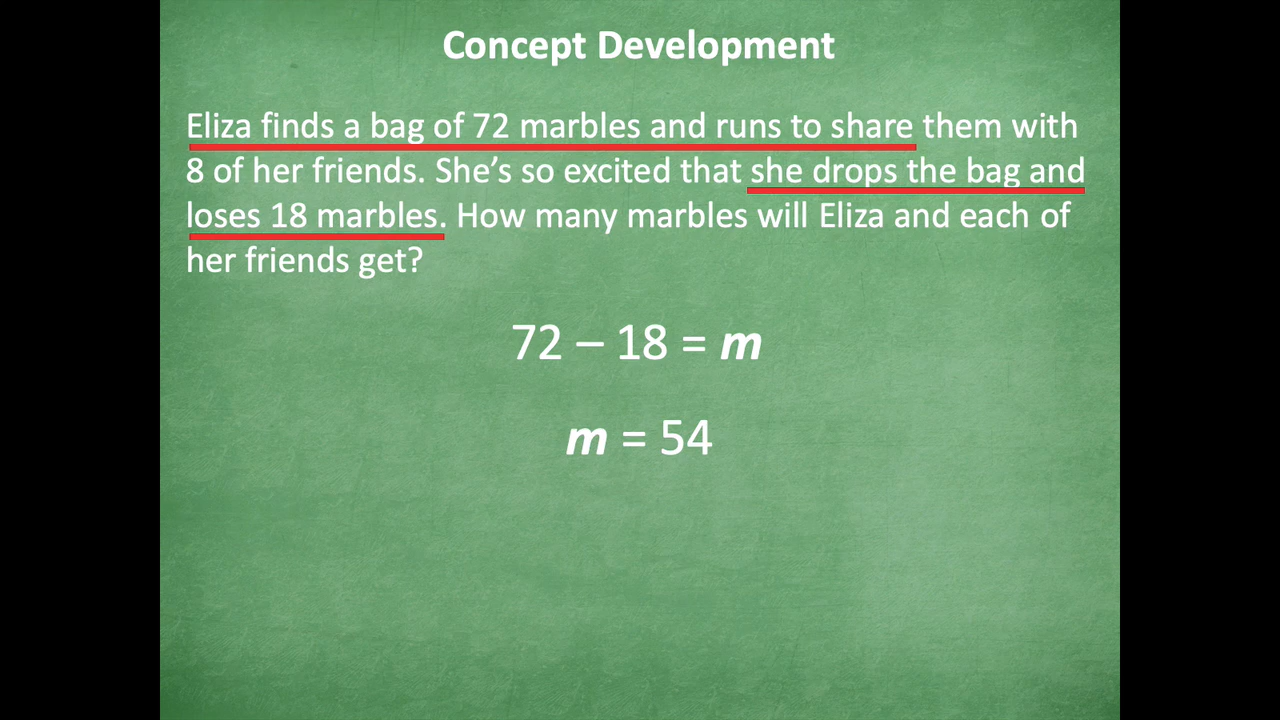 Concept Development
Eliza finds a bag of 72 marbles and runs to share them with
8 of her friends. She’s so excited that she drops the bag and
loses 18 marbles. How many marbles will Eliza and each of
her friends get?
72 – 18 = m
m = 54